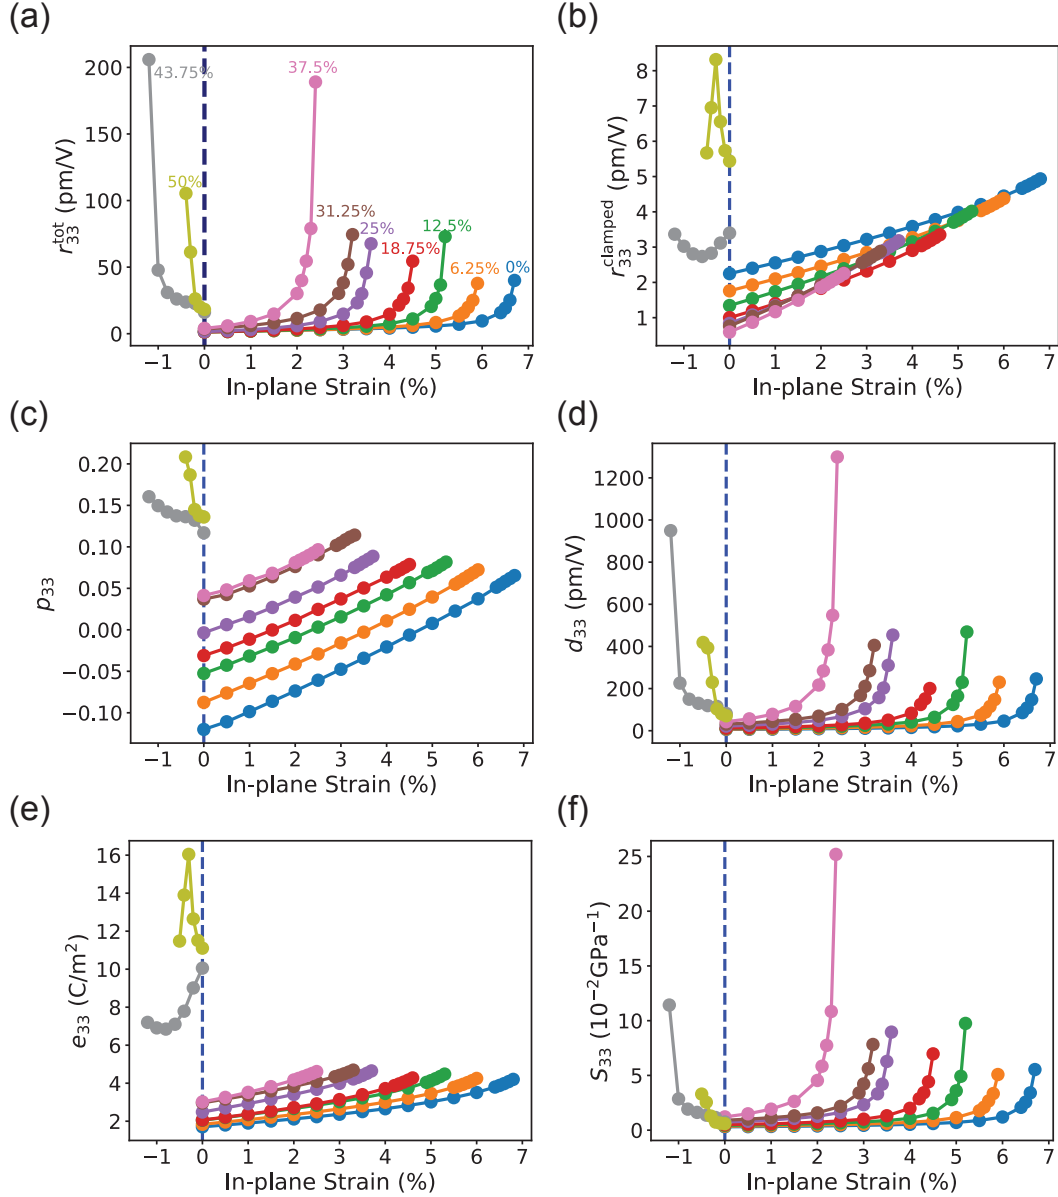 (a)
200
150
100
50
0
r₃₃ᵗᵒᵗ (pm/V)
43.75%
37.5%
50%
31.25%
25%
18.75%
12.5%
6.25%
0%
−1 0 1 2 3 4 5 6 7
In-plane Strain (%)
(b)
8
7
6
5
4
3
2
1
r₃₃ᶜˡᵃᵐᵖᵉᵈ (pm/V)
−1 0 1 2 3 4 5 6 7
In-plane Strain (%)
(c)
0.20
0.15
0.10
0.05
0.00
−0.05
−0.10
p₃₃
−1 0 1 2 3 4 5 6 7
In-plane Strain (%)
(d)
1200
1000
800
600
400
200
0
d₃₃ (pm/V)
−1 0 1 2 3 4 5 6 7
In-plane Strain (%)
(e)
16
14
12
10
8
6
4
2
e₃₃ (C/m²)
−1 0 1 2 3 4 5 6 7
In-plane Strain (%)
(f)
25
20
15
10
5
0
S₃₃ (10⁻²GPa⁻¹)
−1 0 1 2 3 4 5 6 7
In-plane Strain (%)